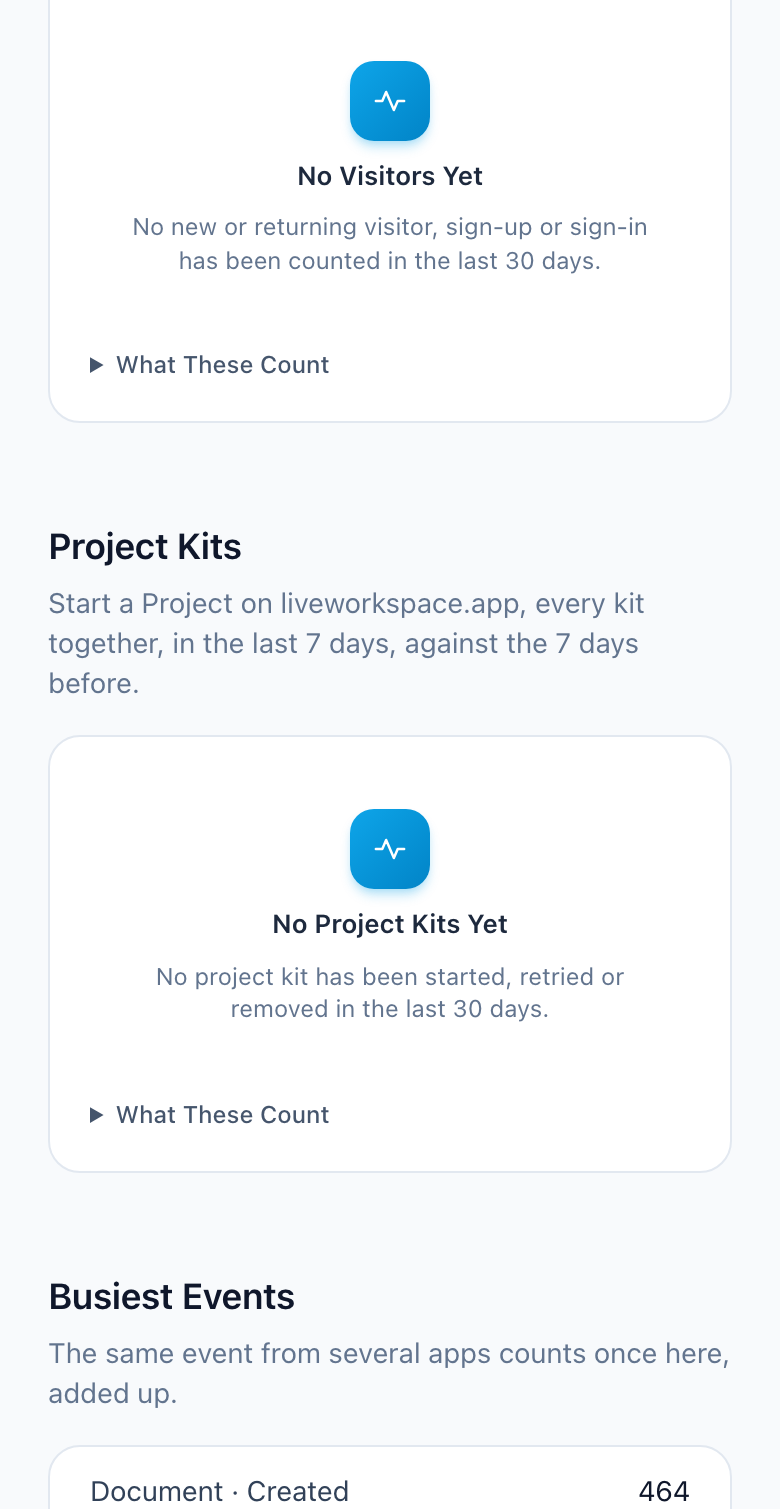 No Visitors Yet
No new or returning visitor, sign-up or sign-in
has been counted in the last 30 days.
What These Count
Project Kits
Start a Project on liveworkspace.app, every kit
together, in the last 7 days, against the 7 days
before.
No Project Kits Yet
No project kit has been started, retried or
removed in the last 30 days.
What These Count
Busiest Events
The same event from several apps counts once here,
added up.
Document · Created 464